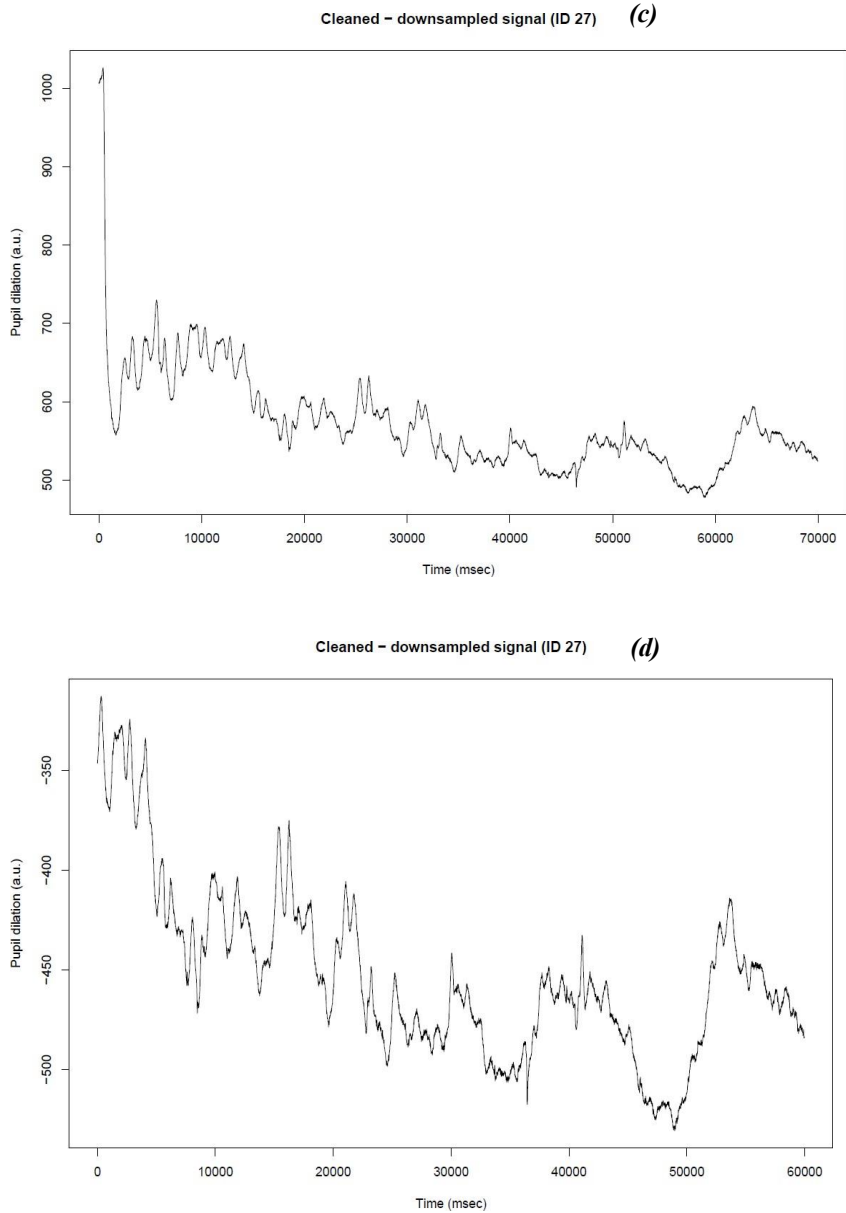 Cleaned − downsampled signal (ID 27) (c)
Pupil dilation (a.u.)
1000
900
800
700
600
500
0 10000 20000 30000 40000 50000 60000 70000
Time (msec)
Cleaned − downsampled signal (ID 27) (d)
Pupil dilation (a.u.)
−350
−400
−450
−500
0 10000 20000 30000 40000 50000 60000
Time (msec)